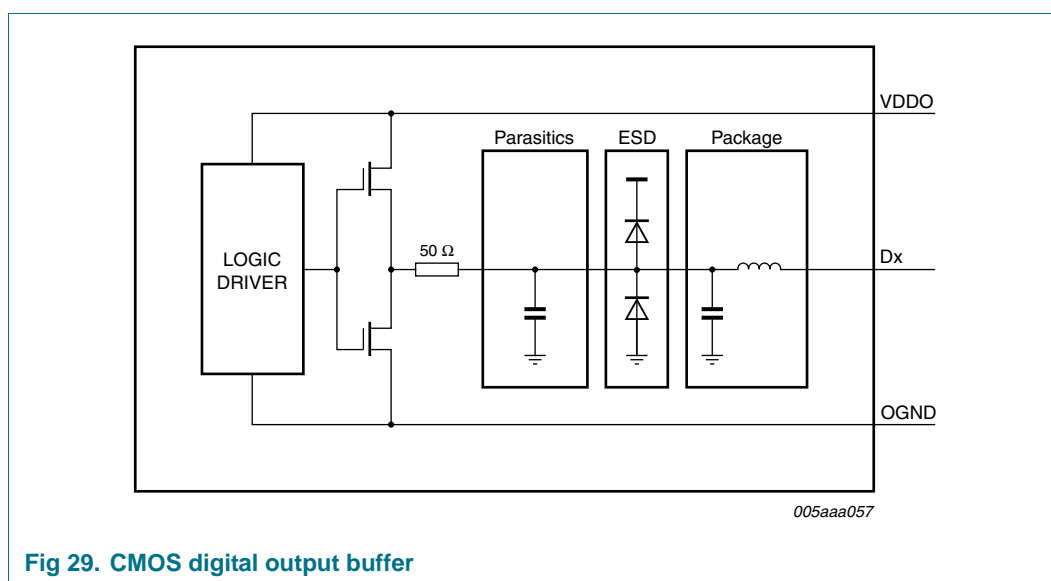 VDDO
Parasitics
ESD
Package
50 Ω
LOGIC
DRIVER
Dx
OGND
005aaa057
Fig 29. CMOS digital output buffer